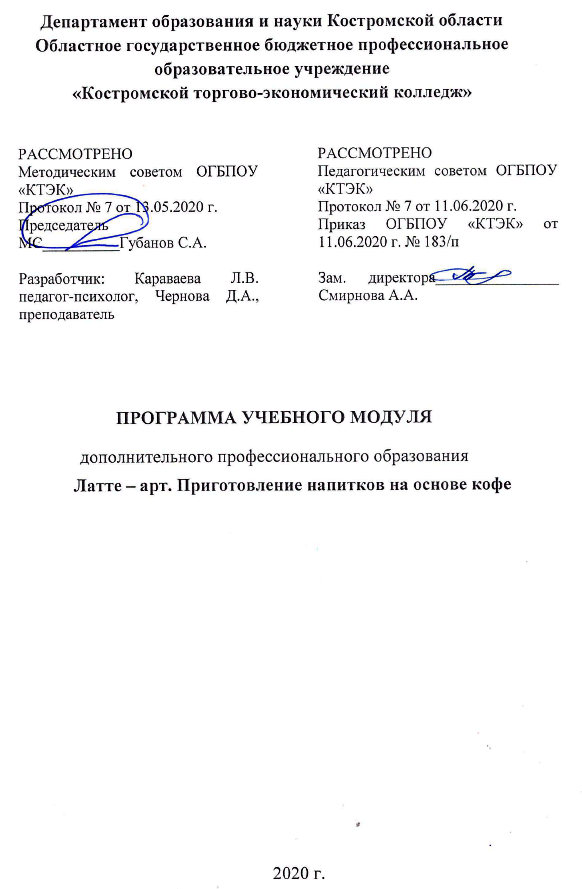 Департамент образования и науки Костромской области
Областное государственное бюджетное профессиональное
образовательное учреждение
«Костромской торгово-экономический колледж»
РАССМОТРЕНО
Методическим советом ОГБПОУ
«КТЭК»
Протокол № 7 от 13.05.2020 г.
Председатель
МС__________Губанов С.А.
Разработчик: Караваева Л.В.
педагог-психолог, Чернова Д.А.,
преподаватель
РАССМОТРЕНО
Педагогическим советом ОГБПОУ
«КТЭК»
Протокол № 7 от 11.06.2020 г.
Приказ ОГБПОУ «КТЭК» от
11.06.2020 г. № 183/п
Зам. директора________________
Смирнова А.А.
ПРОГРАММА УЧЕБНОГО МОДУЛЯ
дополнительного профессионального образования
Латте – арт. Приготовление напитков на основе кофе
2020 г.